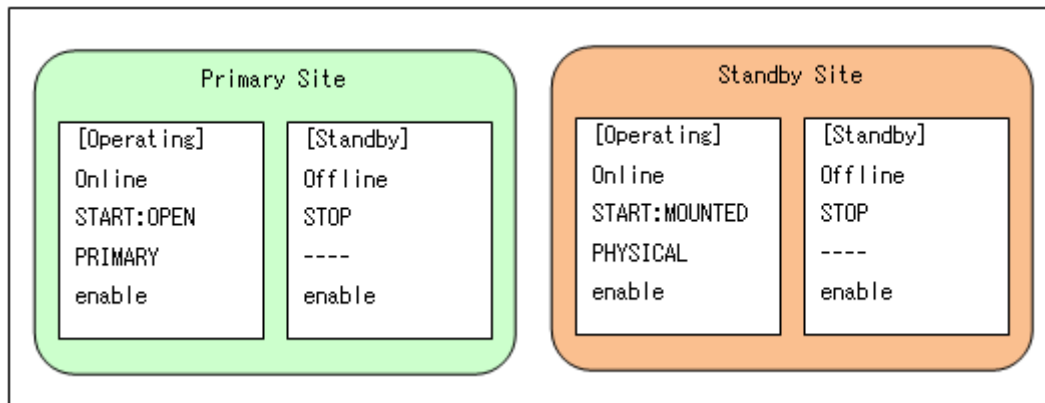 Primary Site
[Operating]
Online
START:OPEN
PRIMARY
enable
[Standby]
Offline
STOP
----
enable
Standby Site
[Operating]
Online
START:MOUNTED
PHYSICAL
enable
[Standby]
Offline
STOP
----
enable